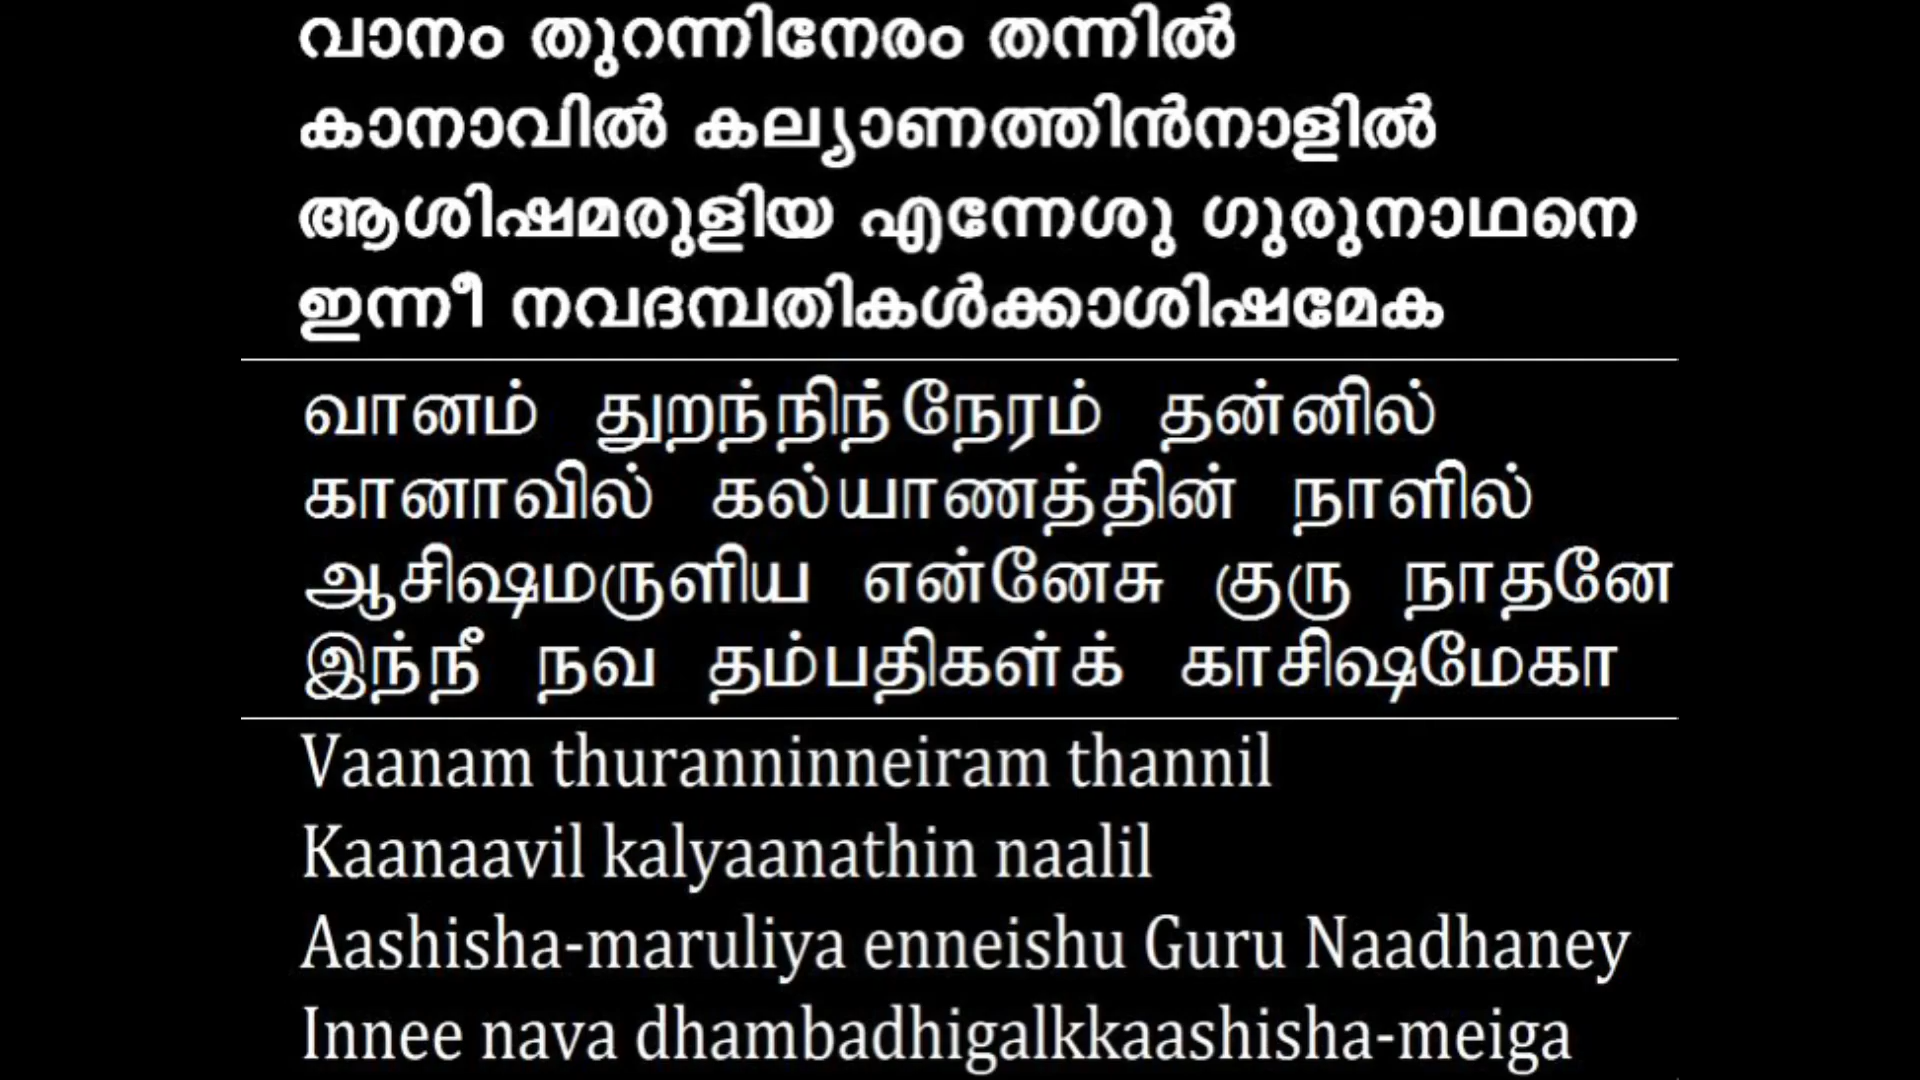 വാനം തുറന്നിനേരം തന്നിൽ
കാനാവിൽ കല്യാണത്തിൻനാളിൽ
ആശിഷമരുളിയ എന്നേശു ഗുരുനാഥനെ
ഇന്നീ നവദമ്പതികൾക്കാശിഷമേക
வானம் துறந்நிந்நேரம் தன்னில்
கானாவில் கல்யாணத்தின் நாளில்
ஆசிஷமருளிய என்னேசு குரு நாதனே
இந்நீ நவ தம்பதிகள்க் காசிஷமேகா
Vaanam thuranninneiram thannil
Kaanaavil kalyaanathin naalil
Aashisha-maruliya enneishu Guru Naadhaney
Innee nava dhambadhigalkkaashisha-meiga